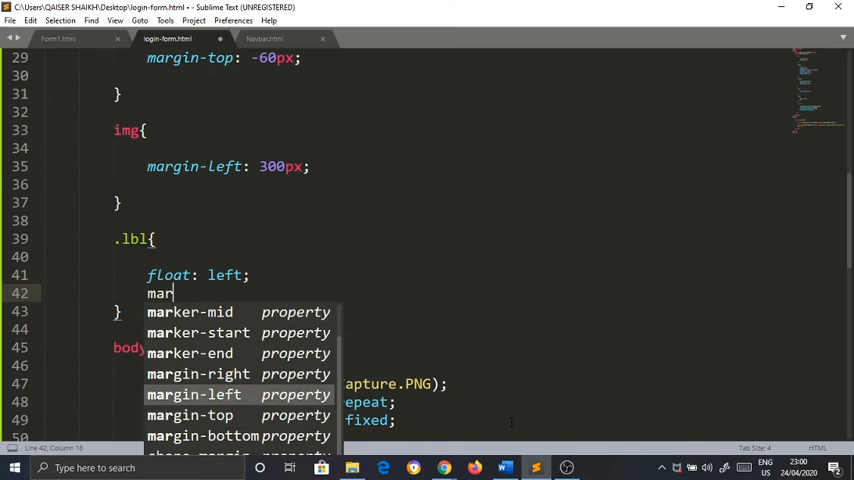 C:\Users\QAISER SHAIKH\Desktop\login-form.html • - Sublime Text (UNREGISTERED)
File Edit Selection Find View Goto Tools Project Preferences Help
Form1.html × login-form.html Navbar.html ×
29 margin-top: -60px;
30
31 }
32
33 img{
34
35 margin-left: 300px;
36
37 }
38
39 .lbl{
40
41 float: left;
42 mar
marker-mid property
43 }
marker-start property
44
marker-end property
45 body
margin-right property
46
47 apture.PNG);
margin-left property
48 epeat;
margin-top property
49 fixed;
margin-bottom property
50
Line 42, Column 16 Tab Size: 4 HTML
Type here to search
ENG
US
23:00
24/04/2020
2